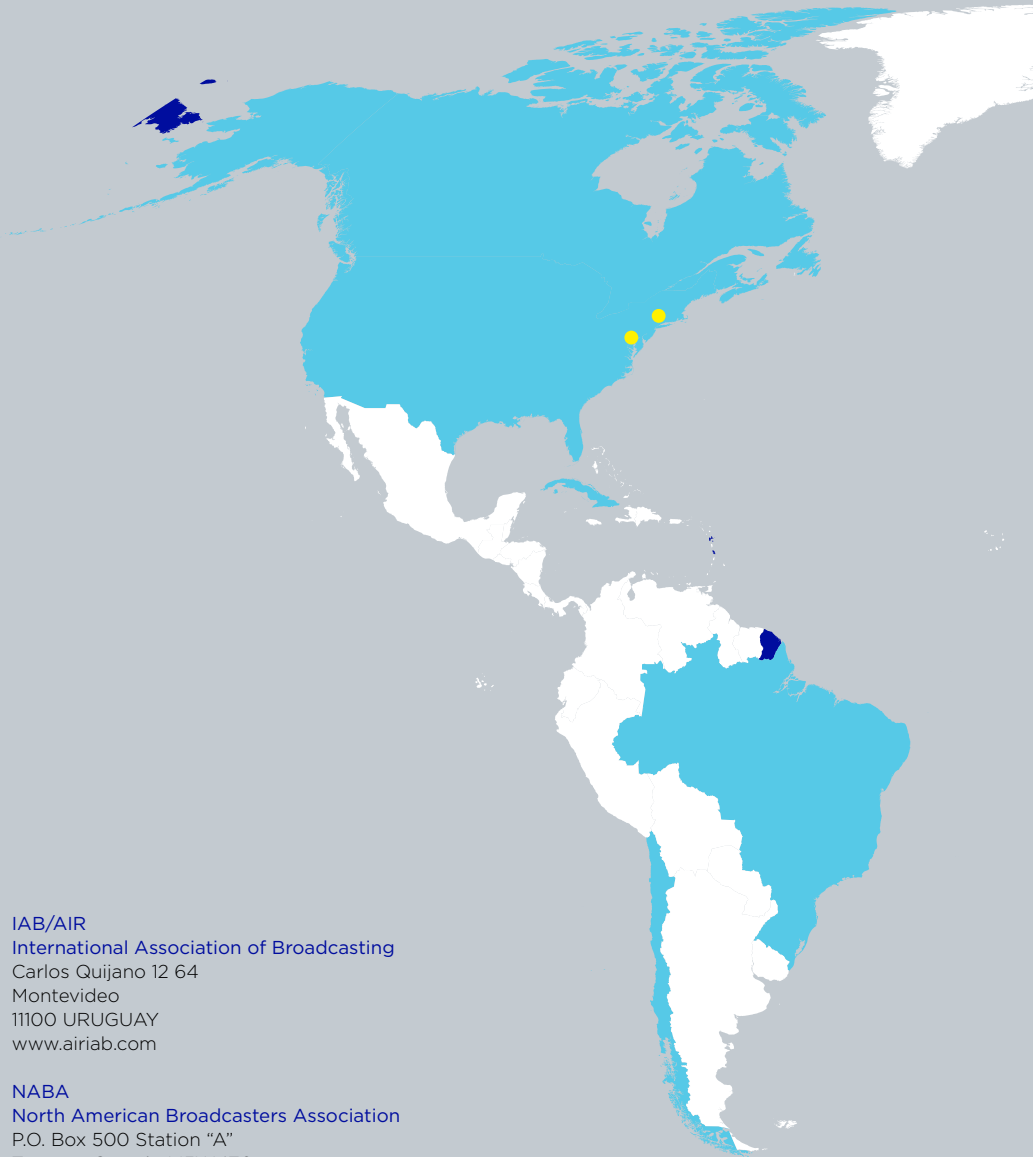 IAB/AIR
International Association of Broadcasting
Carlos Quijano 12 64
Montevideo
11100 URUGUAY
www.airiab.com
NABA
North American Broadcasters Association
P.O. Box 500 Station “A”